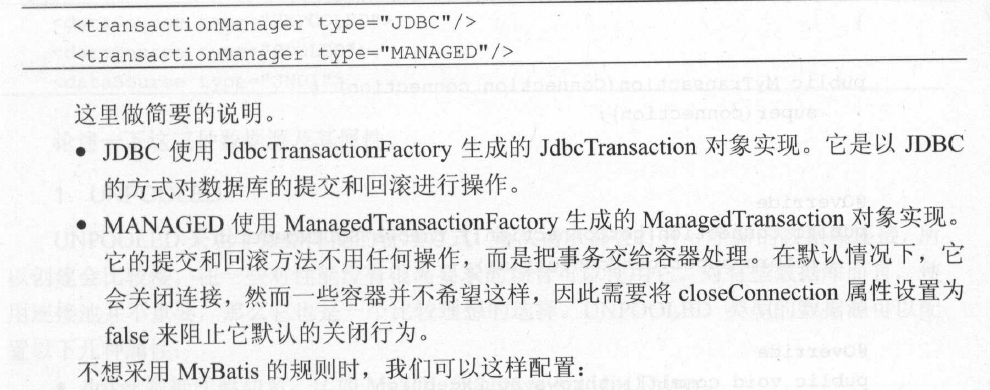 <transactionManager type="JDBC"/>
<transactionManager type="MANAGED"/>
这里做简要的说明。
● JDBC 使用 JdbcTransactionFactory 生成的 JdbcTransaction 对象实现。它是以 JDBC
的方式对数据库的提交和回滚进行操作。
● MANAGED 使用 ManagedTransactionFactory 生成的 ManagedTransaction 对象实现。
它的提交和回滚方法不用任何操作，而是把事务交给容器处理。在默认情况下，它
会关闭连接，然而一些容器并不希望这样，因此需要将 closeConnection 属性设置为
false 来阻止它默认的关闭行为。
不想采用 MyBatis 的规则时，我们可以这样配置：